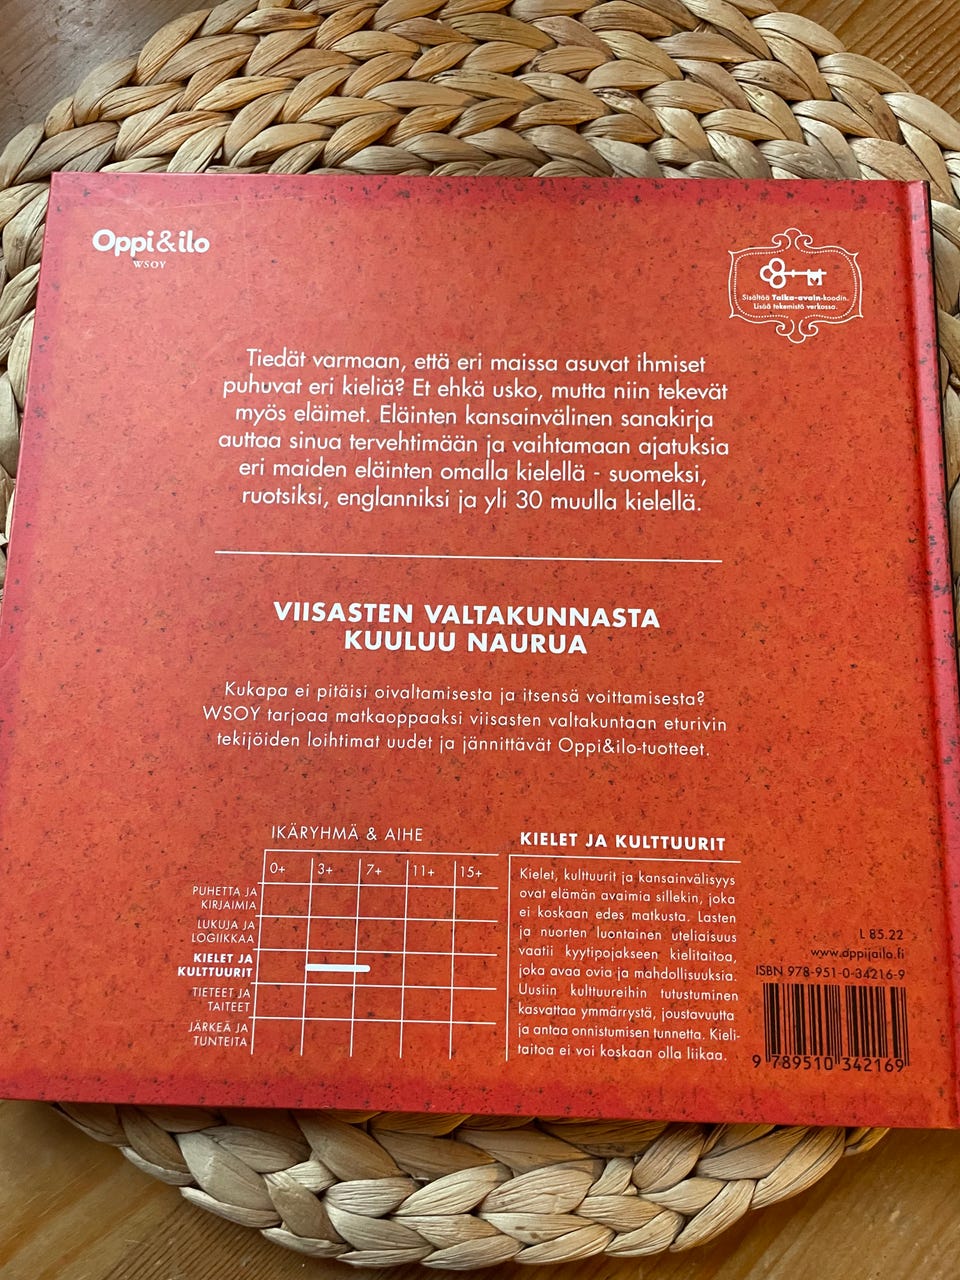 Oppi&ilo
WSOY
Sisältää Taika-avain-koodin.
Lisää tekemistä verkossa.
Tiedät varmaan, että eri maissa asuvat ihmiset
puhuvat eri kieliä? Et ehkä usko, mutta niin tekevät
myös eläimet. Eläinten kansainvälinen sanakirja
auttaa sinua tervehtimään ja vaihtamaan ajatuksia
eri maiden eläinten omalla kielellä - suomeksi,
ruotsiksi, englanniksi ja yli 30 muulla kielellä.
VIISASTEN VALTAKUNNASTA
KUULUU NAURUA
Kukapa ei pitäisi oivaltamisesta ja itsensä voittamisesta?
WSOY tarjoaa matkaoppaaksi viisasten valtakuntaan eturivin
tekijöiden loihtimat uudet ja jännittävät Oppi&ilo-tuotteet.
IKÄRYHMÄ & AIHE
0+ 3+ 7+ 11+ 15+
PUHETTA JA
KIRJAIMIA
LUKUJA JA
LOGIIKKAA
KIELET JA
KULTTUURIT
TIETEET JA
TAITEET
JÄRKEÄ JA
TUNTEITA
KIELET JA KULTTUURIT
Kielet, kulttuurit ja kansainvälisyys
ovat elämän avaimia sillekin, joka
ei koskaan edes matkusta. Lasten
ja nuorten luontainen uteliaisuus
vaatii kyytipojakseen kielitaitoa,
joka avaa ovia ja mahdollisuuksia.
Uusiin kulttuureihin tutustuminen
kasvattaa ymmärrystä, joustavuutta
ja antaa onnistumisen tunnetta. Kieli-
taitoa ei voi koskaan olla liikaa.
L 85.22
www.oppijailo.fi
ISBN 978-951-0-34216-9
9 789510 342169